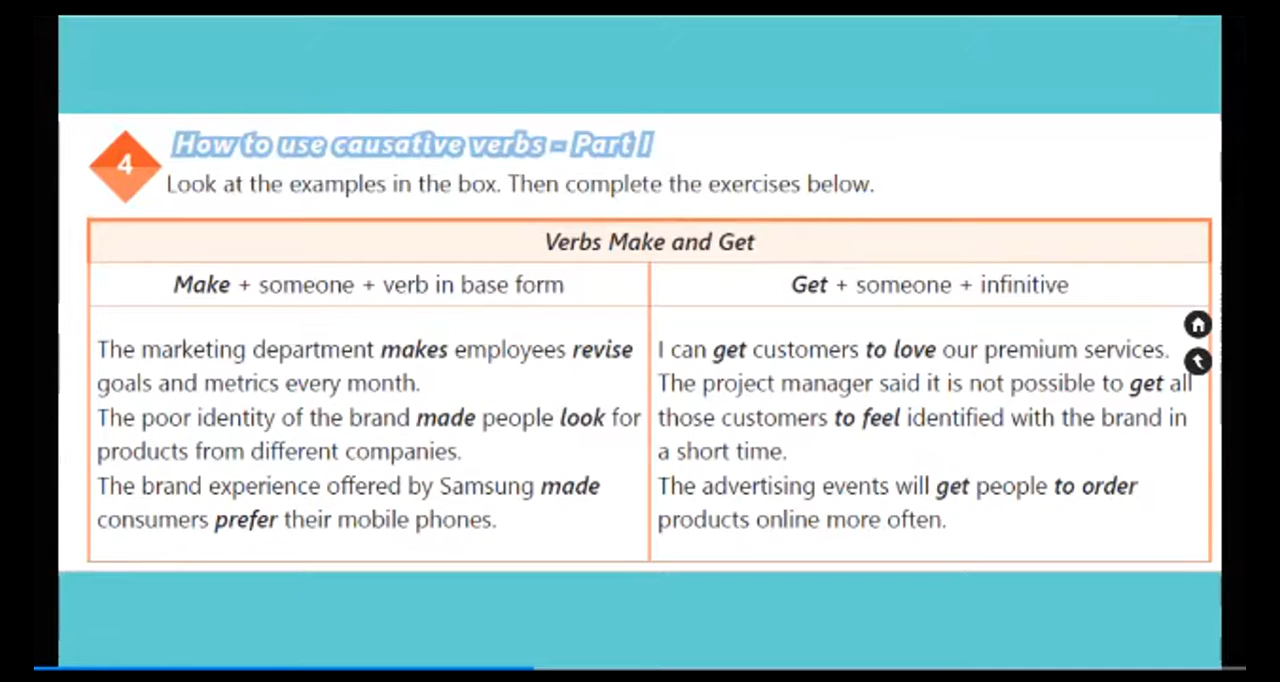 4
How to use causative verbs - Part I
Look at the examples in the box. Then complete the exercises below.
Verbs Make and Get
Make + someone + verb in base form
The marketing department makes employees revise
goals and metrics every month.
The poor identity of the brand made people look for
products from different companies.
The brand experience offered by Samsung made
consumers prefer their mobile phones.
Get + someone + infinitive
I can get customers to love our premium services.
The project manager said it is not possible to get all
those customers to feel identified with the brand in
a short time.
The advertising events will get people to order
products online more often.